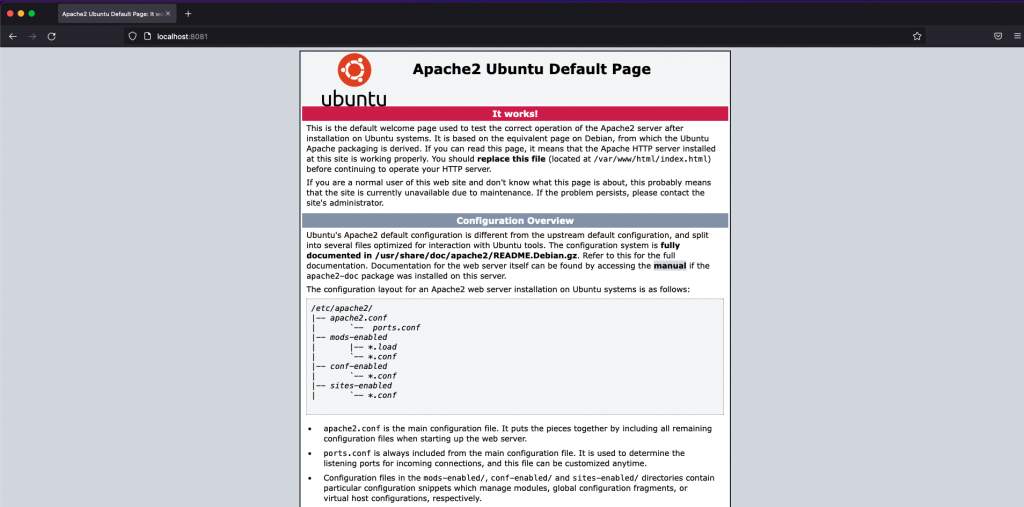 Apache2 Ubuntu Default Page: It wo
localhost:8081
ubuntu
Apache2 Ubuntu Default Page
It works!
This is the default welcome page used to test the correct operation of the Apache2 server after
installation on Ubuntu systems. It is based on the equivalent page on Debian, from which the Ubuntu
Apache packaging is derived. If you can read this page, it means that the Apache HTTP server installed
at this site is working properly. You should replace this file (located at /var/www/html/index.html)
before continuing to operate your HTTP server.
If you are a normal user of this web site and don't know what this page is about, this probably means
that the site is currently unavailable due to maintenance. If the problem persists, please contact the
site's administrator.
Configuration Overview
Ubuntu's Apache2 default configuration is different from the upstream default configuration, and split
into several files optimized for interaction with Ubuntu tools. The configuration system is fully
documented in /usr/share/doc/apache2/README.Debian.gz. Refer to this for the full
documentation. Documentation for the web server itself can be found by accessing the manual if the
apache2-doc package was installed on this server.
The configuration layout for an Apache2 web server installation on Ubuntu systems is as follows:
/etc/apache2/
|-- apache2.conf
|       `--  ports.conf
|-- mods-enabled
|       |-- *.load
|       `-- *.conf
|-- conf-enabled
|       `-- *.conf
|-- sites-enabled
|       `-- *.conf
• apache2.conf is the main configuration file. It puts the pieces together by including all remaining
configuration files when starting up the web server.
• ports.conf is always included from the main configuration file. It is used to determine the
listening ports for incoming connections, and this file can be customized anytime.
• Configuration files in the mods-enabled/, conf-enabled/ and sites-enabled/ directories contain
particular configuration snippets which manage modules, global configuration fragments, or
virtual host configurations, respectively.